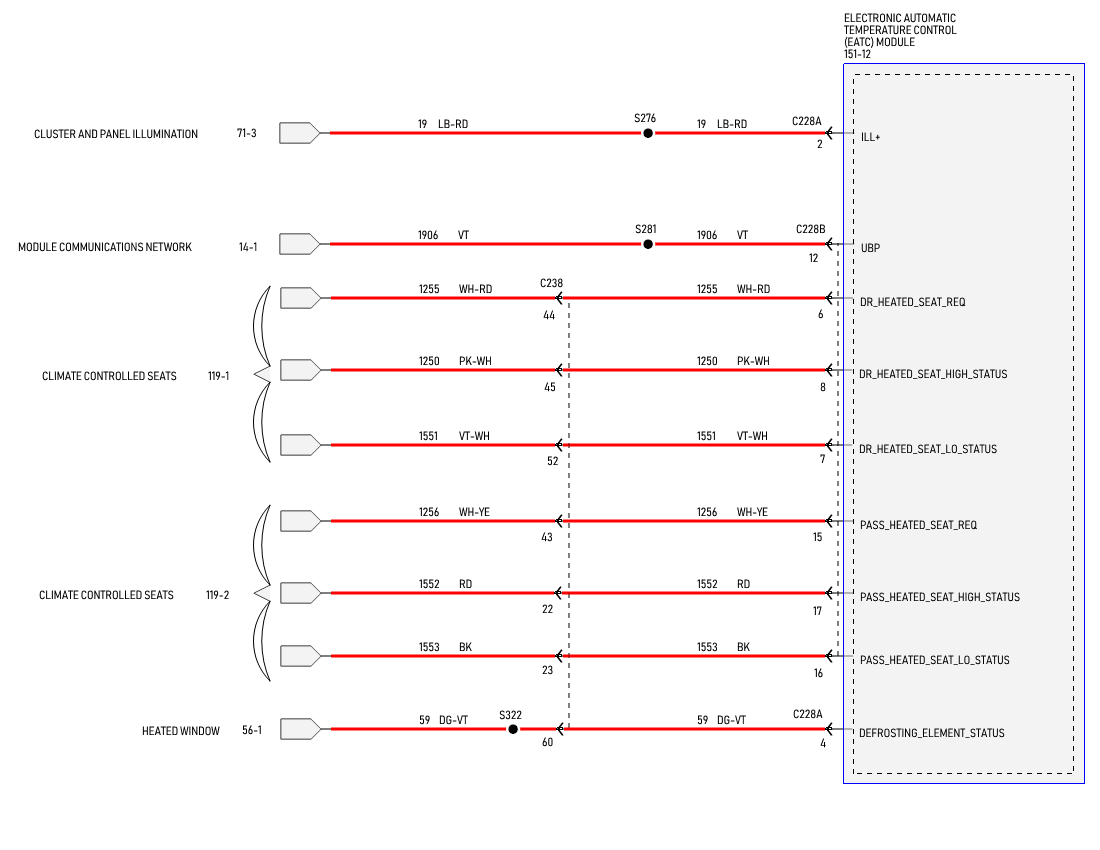 ELECTRONIC AUTOMATIC
TEMPERATURE CONTROL
(EATC) MODULE
151-12
CLUSTER AND PANEL ILLUMINATION 71-3 19 LB-RD S276 19 LB-RD C228A 2 ILL+
MODULE COMMUNICATIONS NETWORK 14-1 1906 VT S281 1906 VT C228B 12 UBP
1255 WH-RD C238 44 1255 WH-RD 6 DR_HEATED_SEAT_REQ
CLIMATE CONTROLLED SEATS 119-1 1250 PK-WH 45 1250 PK-WH 8 DR_HEATED_SEAT_HIGH_STATUS
1551 VT-WH 52 1551 VT-WH 7 DR_HEATED_SEAT_LO_STATUS
1256 WH-YE 43 1256 WH-YE 15 PASS_HEATED_SEAT_REQ
CLIMATE CONTROLLED SEATS 119-2 1552 RD 22 1552 RD 17 PASS_HEATED_SEAT_HIGH_STATUS
1553 BK 23 1553 BK 16 PASS_HEATED_SEAT_LO_STATUS
HEATED WINDOW 56-1 59 DG-VT S322 60 59 DG-VT C228A 4 DEFROSTING_ELEMENT_STATUS